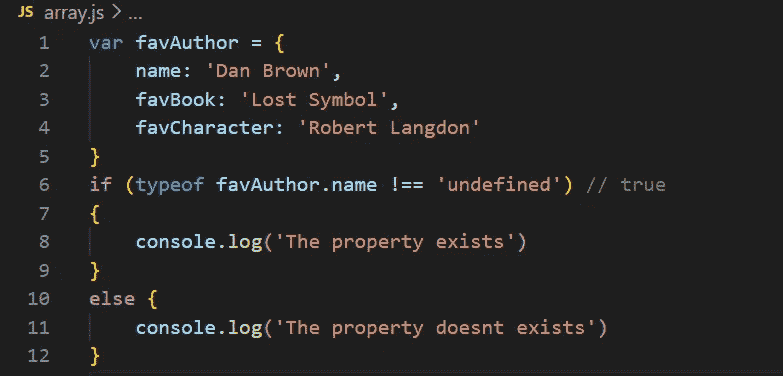 JS array.js > ...
1 var favAuthor = {
2     name: 'Dan Brown',
3     favBook: 'Lost Symbol',
4     favCharacter: 'Robert Langdon'
5 }
6 if (typeof favAuthor.name !== 'undefined') // true
7 {
8     console.log('The property exists')
9 }
10 else {
11     console.log('The property doesnt exists')
12 }